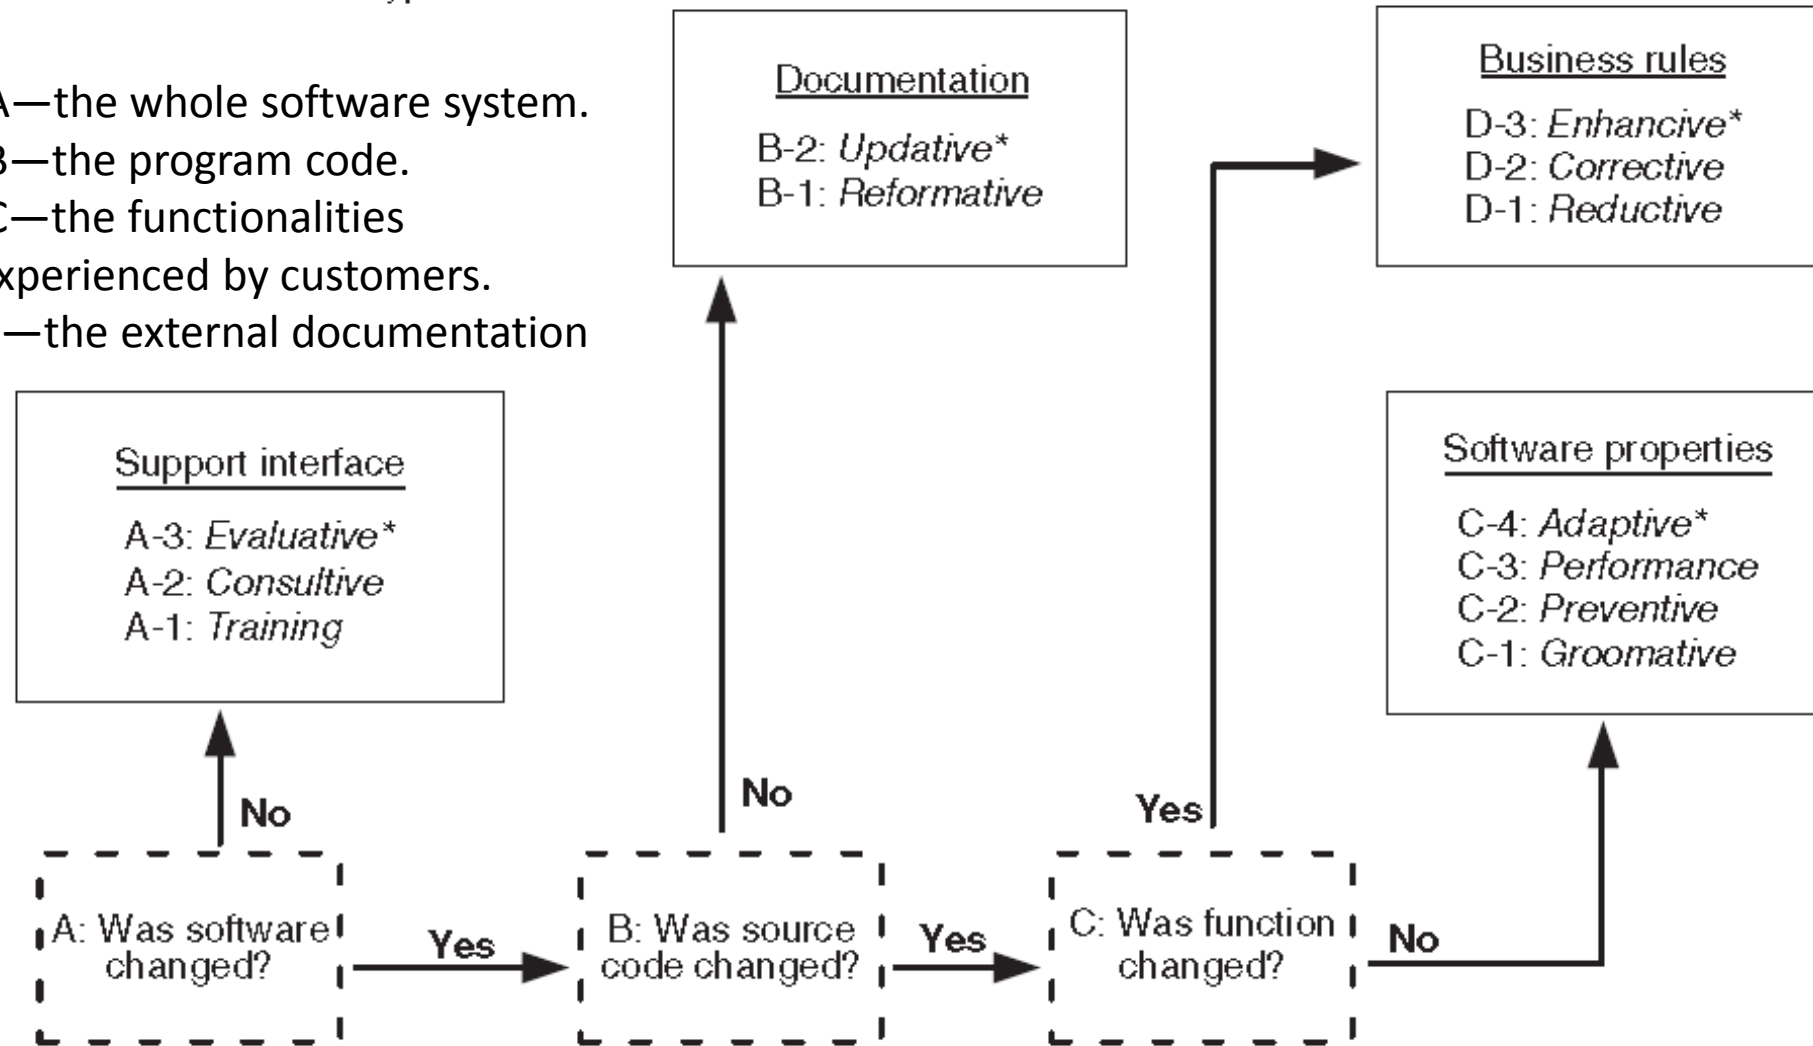 A—the whole software system.
B—the program code.
C—the functionalities
xperienced by customers.
—the external documentation
Documentation
B-2: Updative*
B-1: Reformative
Business rules
D-3: Enhancive*
D-2: Corrective
D-1: Reductive
Support interface
A-3: Evaluative*
A-2: Consultive
A-1: Training
Software properties
C-4: Adaptive*
C-3: Performance
C-2: Preventive
C-1: Groomative
No
No
Yes
A: Was software
changed?
Yes
B: Was source
code changed?
Yes
C: Was function
changed?
No